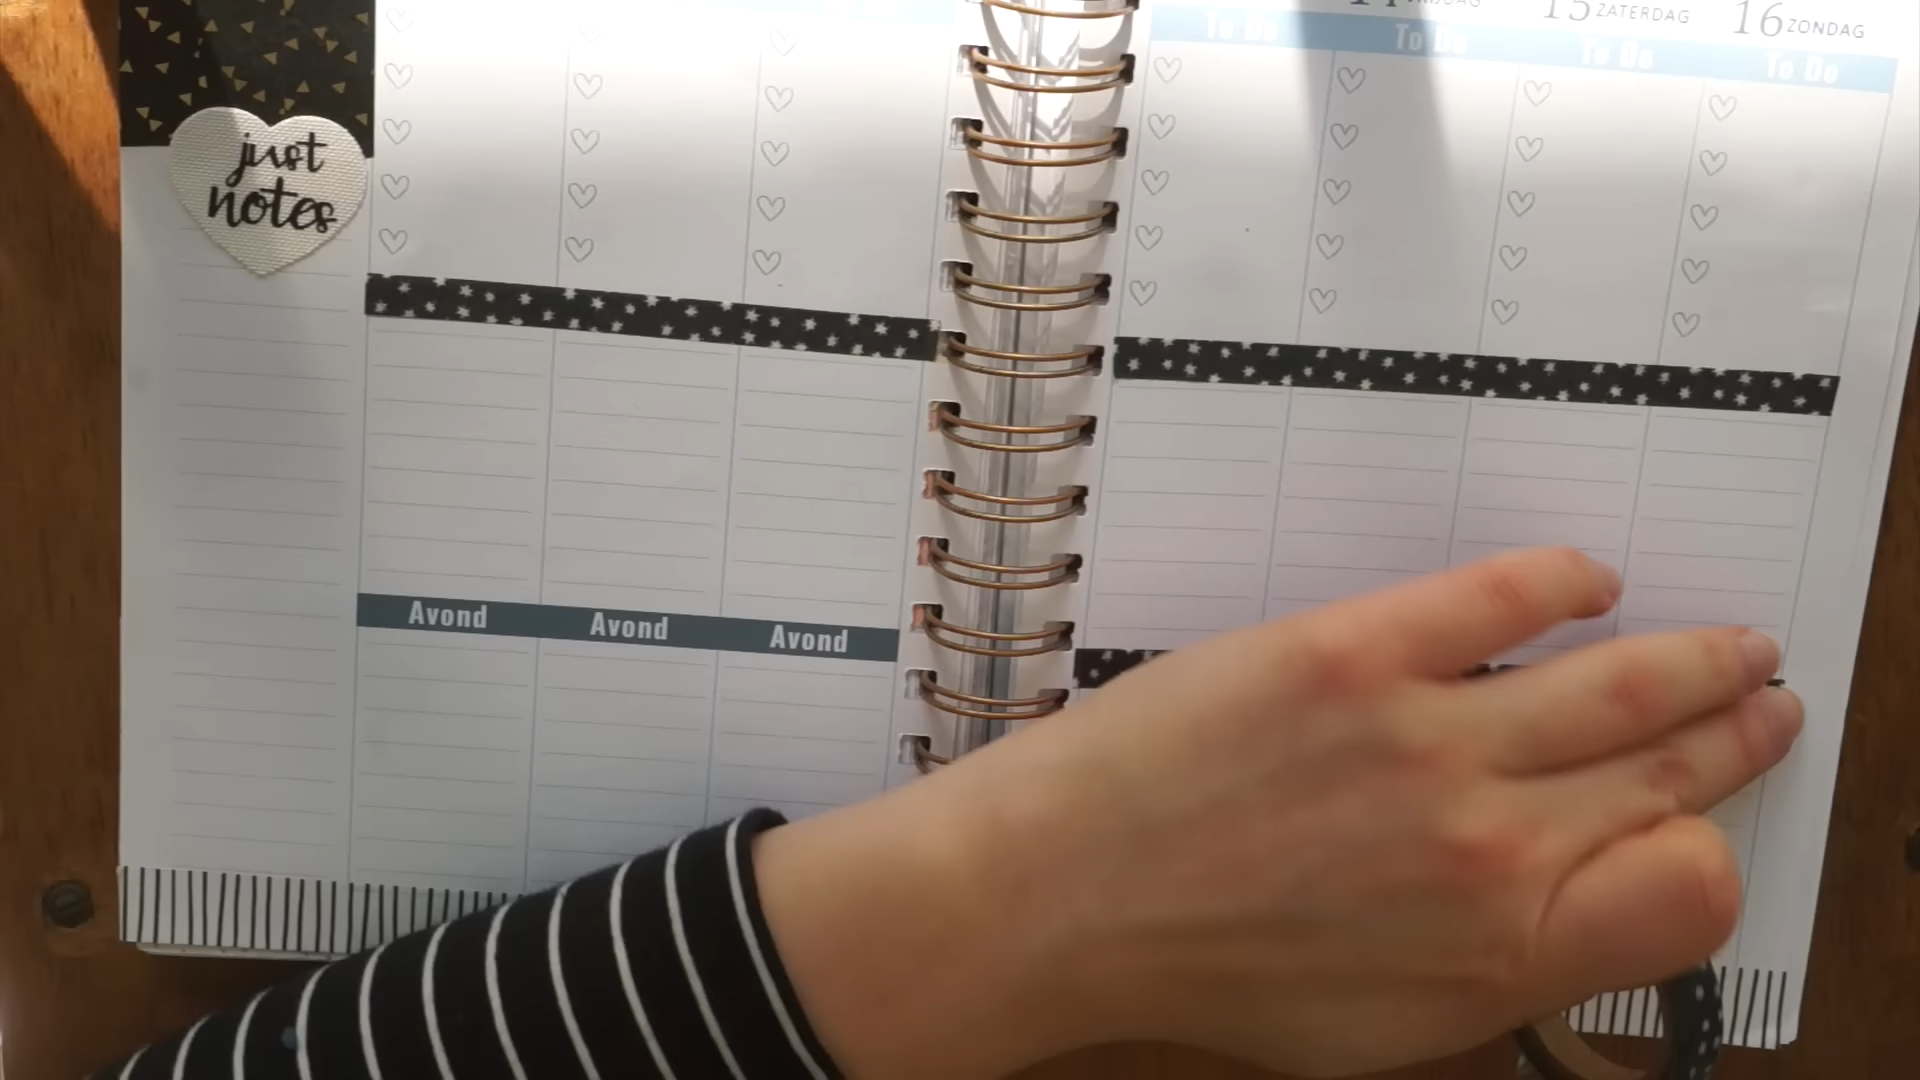 15 ZATERDAG
16 ZONDAG
To Do
To Do
To Do
To Do
just
notes
Avond
Avond
Avond